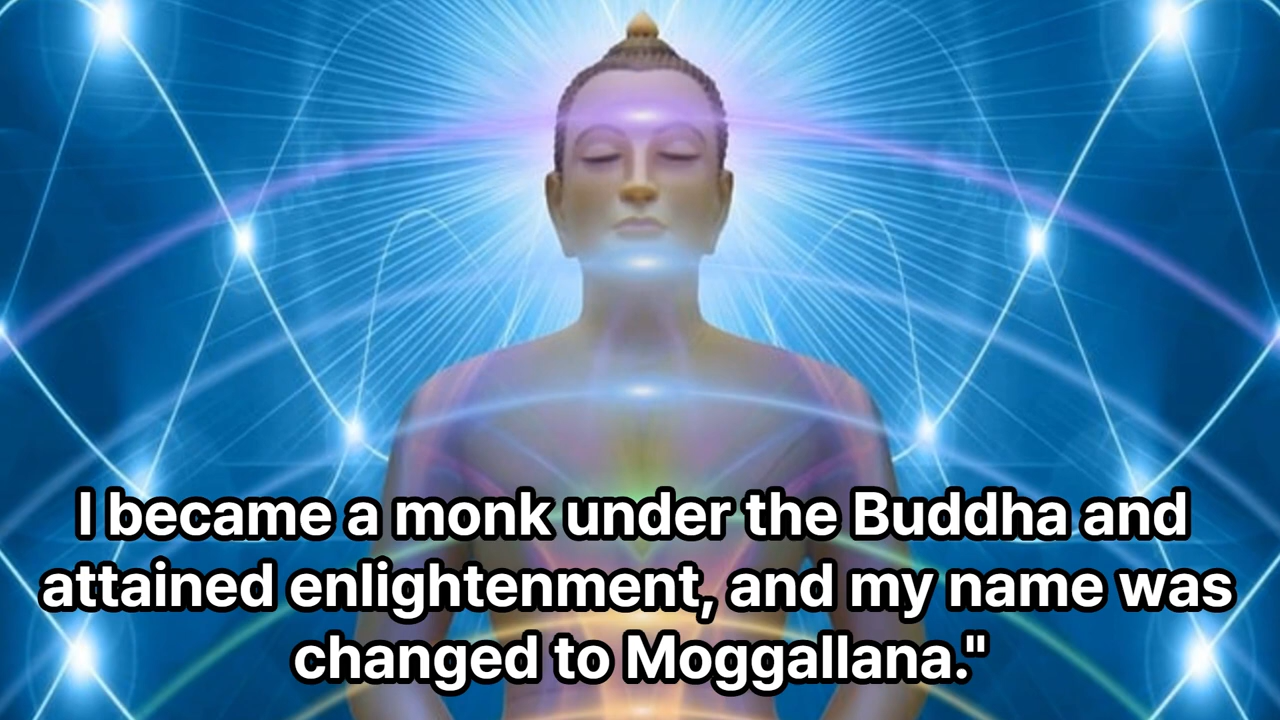 I became a monk under the Buddha and
attained enlightenment, and my name was
changed to Moggallana."